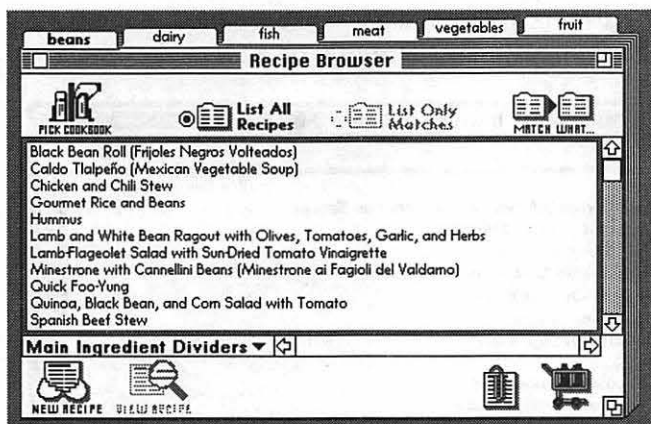 beans dairy fish meat vegetables fruit
Recipe Browser
PICK COOKBOOK
List All Recipes
List Only Matches
MATCH WHAT...
Black Bean Roll (Frijoles Negros Volteados)
Caldo Tlalpeño (Mexican Vegetable Soup)
Chicken and Chili Stew
Gourmet Rice and Beans
Hummus
Lamb and White Bean Ragout with Olives, Tomatoes, Garlic, and Herbs
Lamb-Flageolet Salad with Sun-Dried Tomato Vinaigrette
Minestrone with Cannellini Beans (Minestrone ai Fagioli del Valdarno)
Quick Foo-Yung
Quinoa, Black Bean, and Corn Salad with Tomato
Spanish Beef Stew
Main Ingredient Dividers
NEW RECIPE VIEW RECIPE